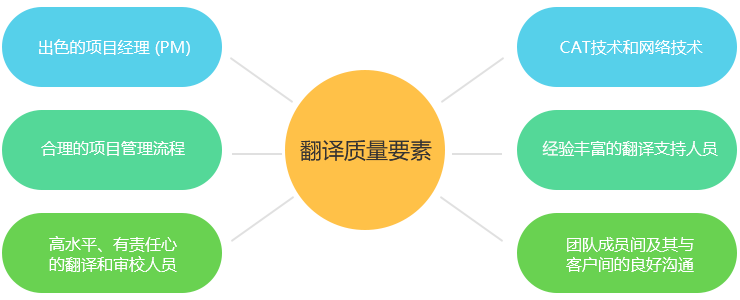 出色的项目经理 (PM)
合理的项目管理流程
高水平、有责任心
的翻译和审校人员
翻译质量要素
CAT技术和网络技术
经验丰富的翻译支持人员
团队成员间及其与
客户间的良好沟通